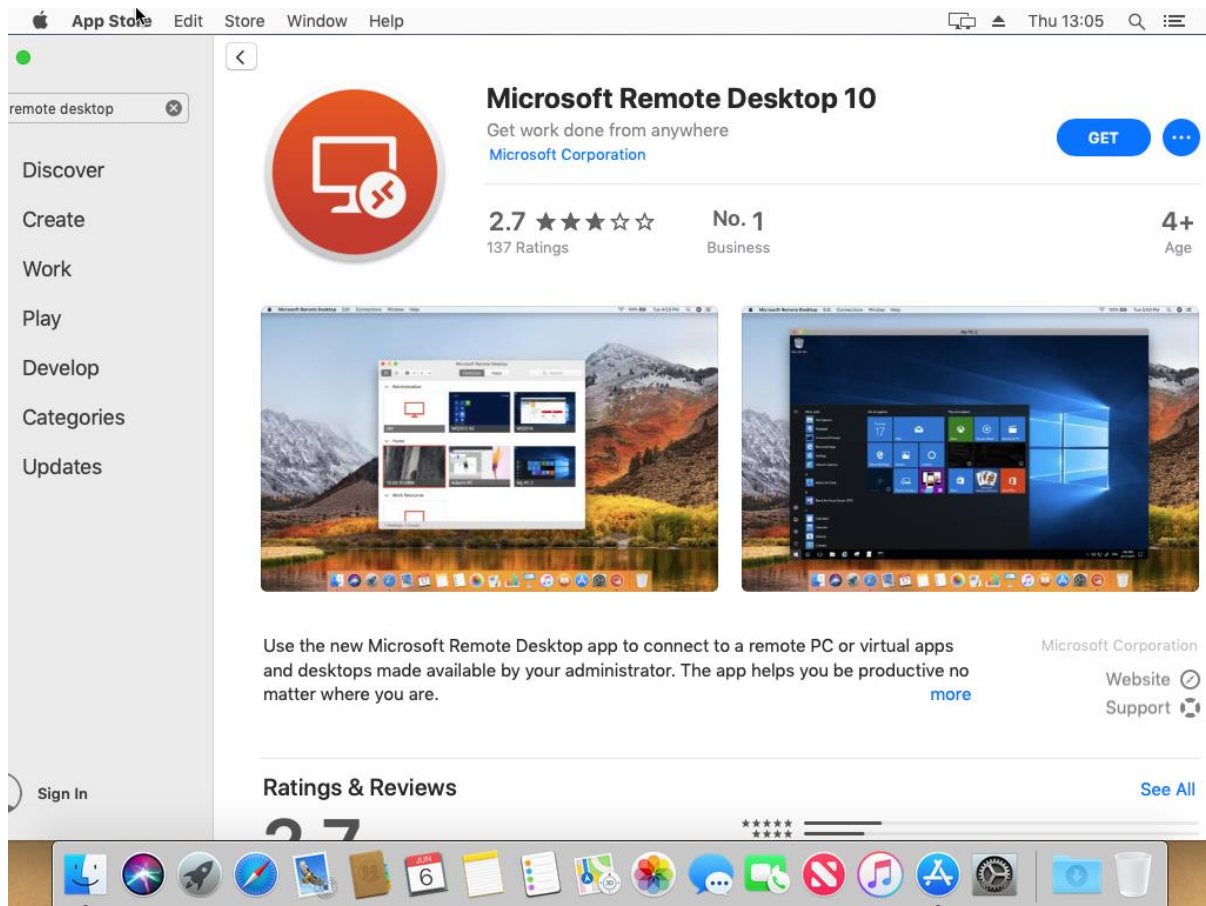 App Store Edit Store Window Help Thu 13:05
remote desktop
Discover
Create
Work
Play
Develop
Categories
Updates
Sign In
Microsoft Remote Desktop 10
Get work done from anywhere
Microsoft Corporation
GET
2.7 ★★★☆☆ No. 1 4+
137 Ratings Business Age
Use the new Microsoft Remote Desktop app to connect to a remote PC or virtual apps
and desktops made available by your administrator. The app helps you be productive no
matter where you are. more
Microsoft Corporation
Website
Support
Ratings & Reviews See All
2.7
★★★★★
★★★★
JUN
6